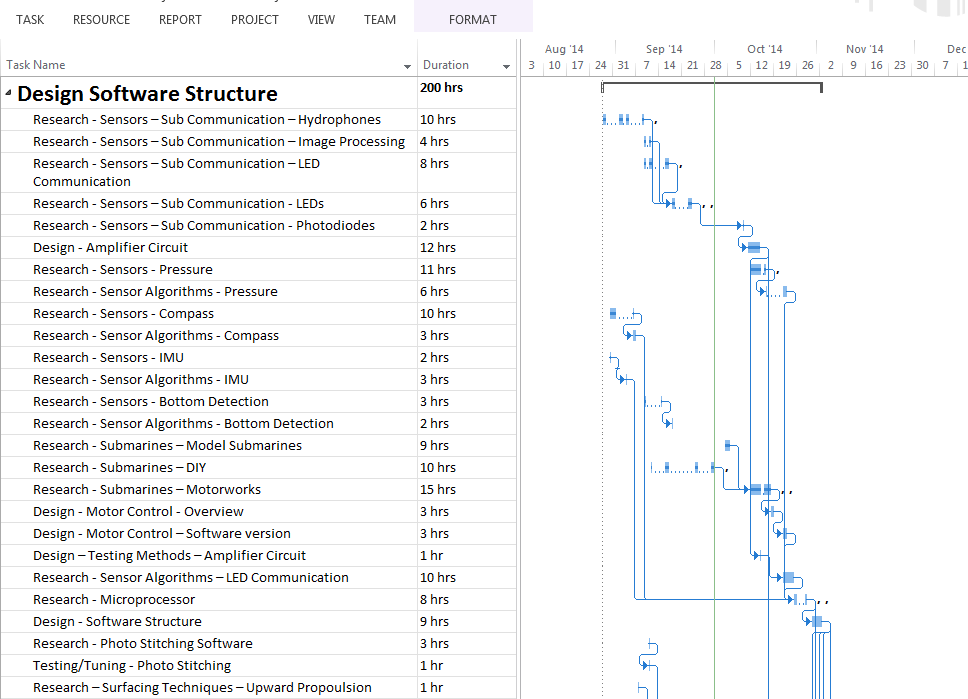 TASK RESOURCE REPORT PROJECT VIEW TEAM FORMAT
Aug '14 Sep '14 Oct '14 Nov '14 Dec
Task Name Duration 3 10 17 24 31 7 14 21 28 5 12 19 26 2 9 16 23 30 7 1
Design Software Structure 200 hrs
Research - Sensors – Sub Communication – Hydrophones 10 hrs
Research - Sensors – Sub Communication – Image Processing 4 hrs
Research - Sensors – Sub Communication – LED 8 hrs
Communication
Research - Sensors – Sub Communication - LEDs 6 hrs
Research - Sensors – Sub Communication - Photodiodes 2 hrs
Design - Amplifier Circuit 12 hrs
Research - Sensors - Pressure 11 hrs
Research - Sensor Algorithms - Pressure 6 hrs
Research - Sensors - Compass 10 hrs
Research - Sensor Algorithms - Compass 3 hrs
Research - Sensors - IMU 2 hrs
Research - Sensor Algorithms - IMU 3 hrs
Research - Sensors - Bottom Detection 3 hrs
Research - Sensor Algorithms - Bottom Detection 2 hrs
Research - Submarines – Model Submarines 9 hrs
Research - Submarines – DIY 10 hrs
Research - Submarines – Motorworks 15 hrs
Design - Motor Control - Overview 3 hrs
Design - Motor Control – Software version 3 hrs
Design – Testing Methods – Amplifier Circuit 1 hr
Research - Sensor Algorithms – LED Communication 10 hrs
Research - Microprocessor 8 hrs
Design - Software Structure 9 hrs
Research - Photo Stitching Software 3 hrs
Testing/Tuning - Photo Stitching 1 hr
Research – Surfacing Techniques – Upward Propoulsion 1 hr